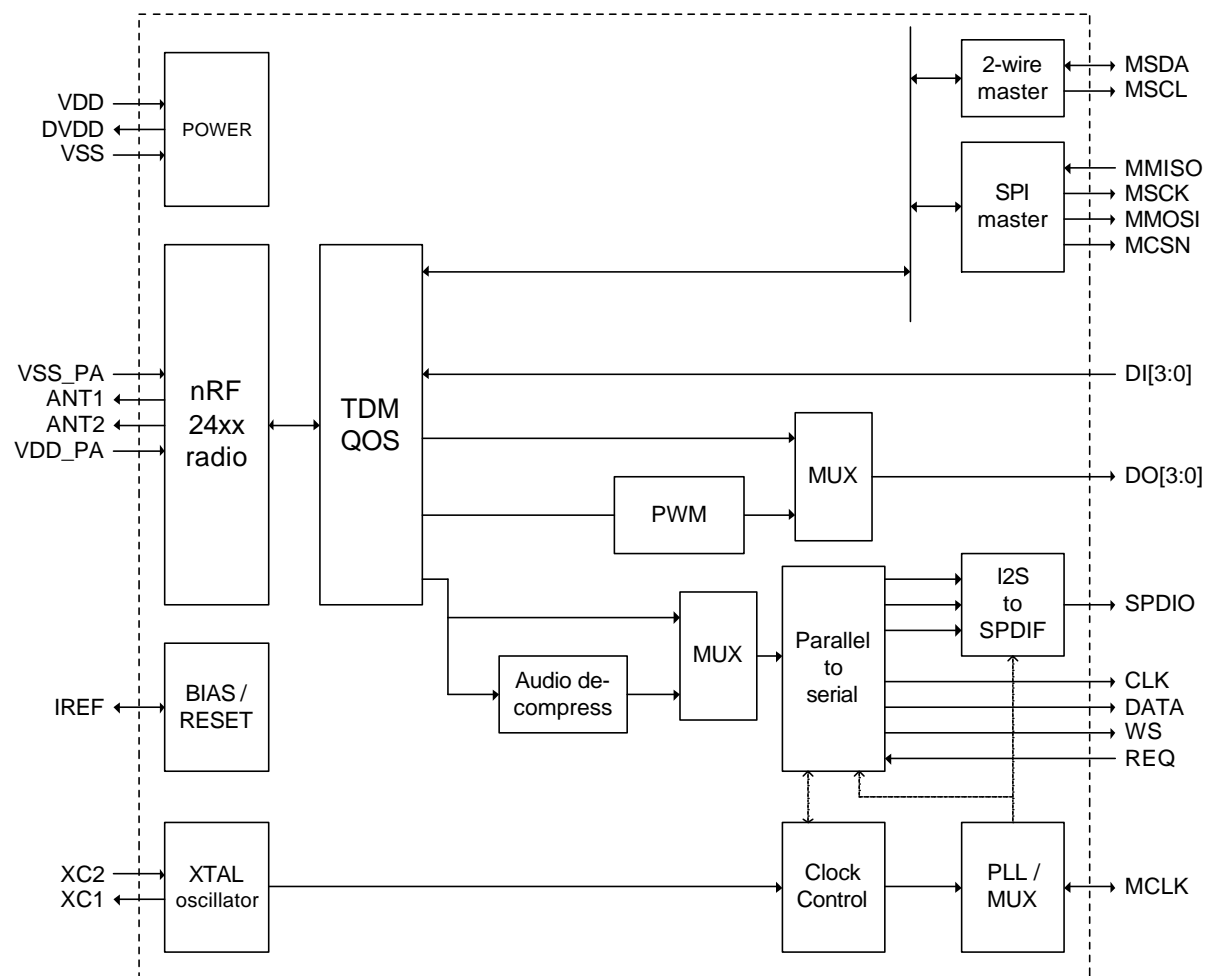 VDD
DVDD
VSS
POWER
2-wire
master
MSDA
MSCL
SPI
master
MMISO
MSCK
MMOSI
MCSN
VSS_PA
ANT1
ANT2
VDD_PA
nRF
24xx
radio
TDM
QOS
DI[3:0]
MUX
DO[3:0]
PWM
I2S
to
SPDIF
SPDIO
Parallel
to
serial
MUX
Audio de-
compress
CLK
DATA
WS
REQ
IREF
BIAS /
RESET
XC2
XC1
XTAL
oscillator
Clock
Control
PLL /
MUX
MCLK